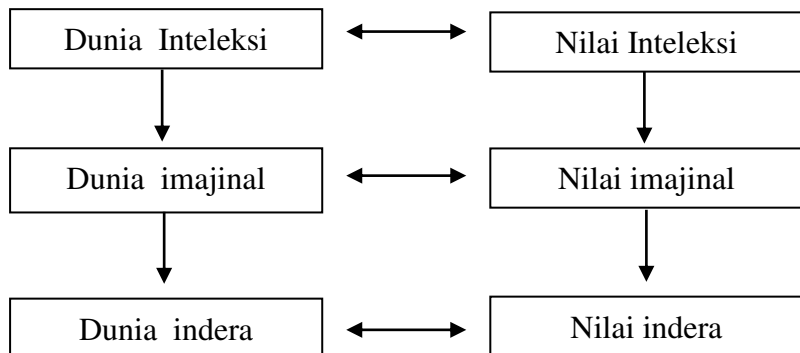 Dunia Inteleksi
Nilai Inteleksi
Dunia imajinal
Nilai imajinal
Dunia indera
Nilai indera